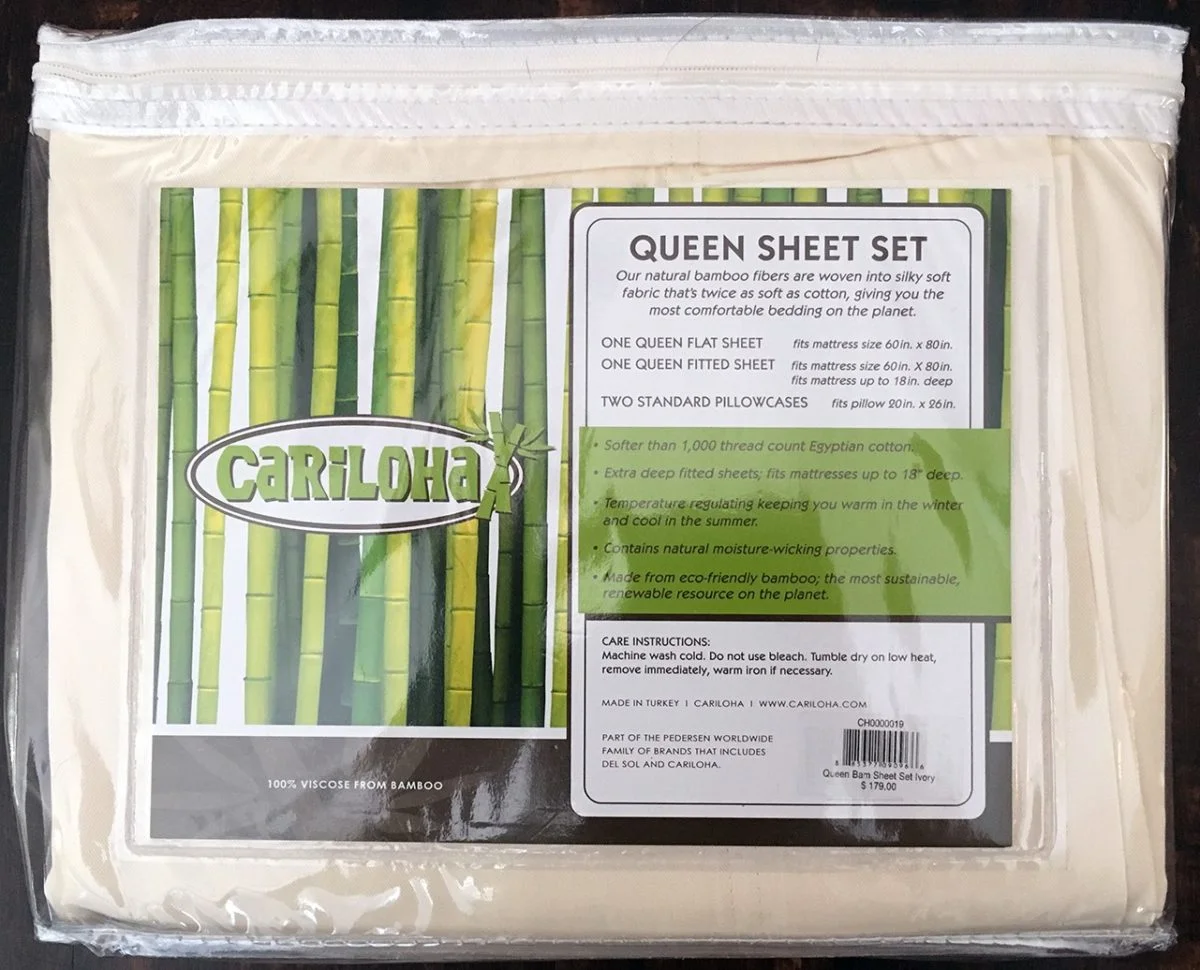 CARiLOHA
100% VISCOSE FROM BAMBOO
QUEEN SHEET SET
Our natural bamboo fibers are woven into silky soft
fabric that's twice as soft as cotton, giving you the
most comfortable bedding on the planet.
ONE QUEEN FLAT SHEET fits mattress size 60in. x 80in.
ONE QUEEN FITTED SHEET fits mattress size 60in. X 80in.
fits mattress up to 18in. deep
TWO STANDARD PILLOWCASES fits pillow 20in. x 26in.
• Softer than 1,000 thread count Egyptian cotton.
• Extra deep fitted sheets; fits mattresses up to 18" deep.
• Temperature regulating keeping you warm in the winter
and cool in the summer.
• Contains natural moisture-wicking properties.
• Made from eco-friendly bamboo; the most sustainable,
renewable resource on the planet.
CARE INSTRUCTIONS:
Machine wash cold. Do not use bleach. Tumble dry on low heat,
remove immediately, warm iron if necessary.
MADE IN TURKEY | CARILOHA | WWW.CARILOHA.COM
PART OF THE PEDERSEN WORLDWIDE
FAMILY OF BRANDS THAT INCLUDES
DEL SOL AND CARILOHA.
CH0000019
Queen Bam Sheet Set Ivory
$ 179.00